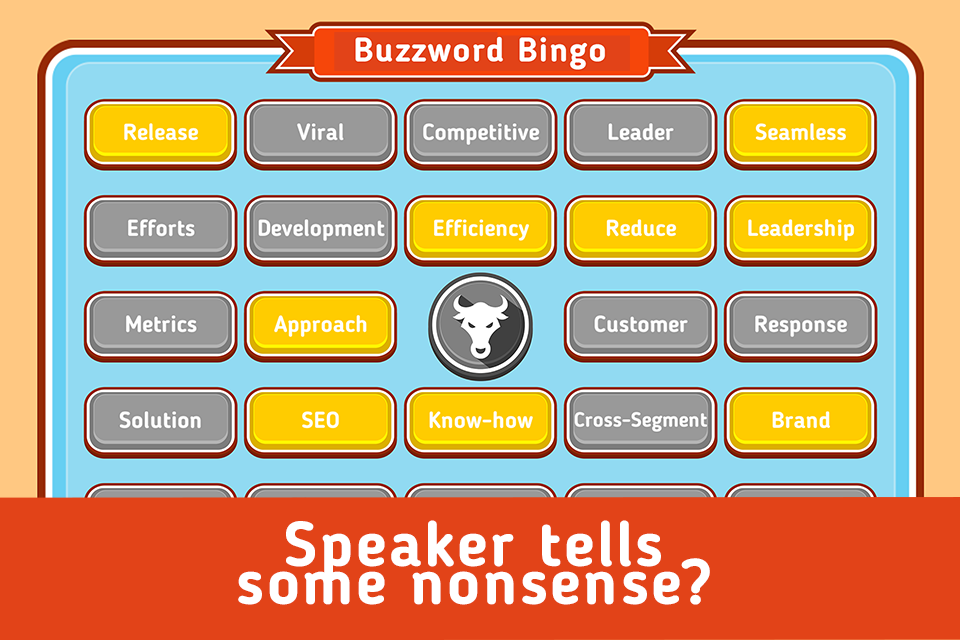 Buzzword Bingo
Release Viral Competitive Leader Seamless
Efforts Development Efficiency Reduce Leadership
Metrics Approach Customer Response
Solution SEO Know-how Cross-Segment Brand
Speaker tells
some nonsense?